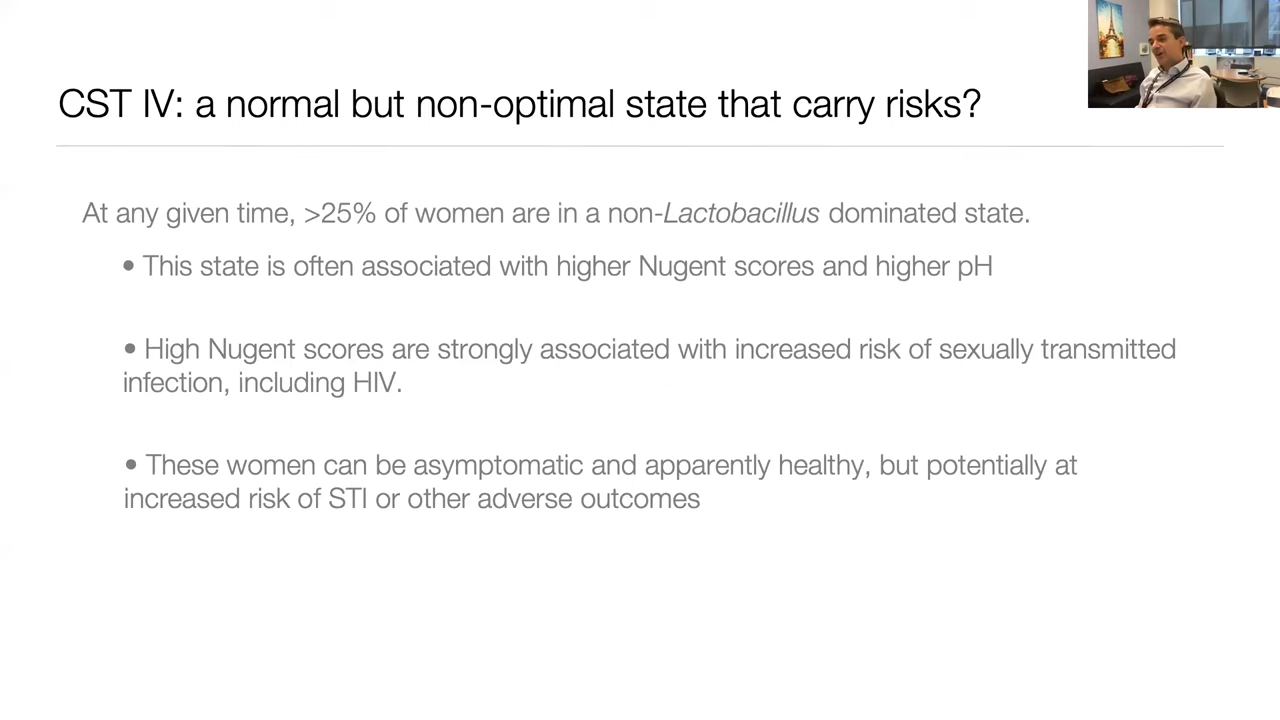 CST IV: a normal but non-optimal state that carry risks?
At any given time, >25% of women are in a non-Lactobacillus dominated state.
• This state is often associated with higher Nugent scores and higher pH
• High Nugent scores are strongly associated with increased risk of sexually transmitted
infection, including HIV.
• These women can be asymptomatic and apparently healthy, but potentially at
increased risk of STI or other adverse outcomes